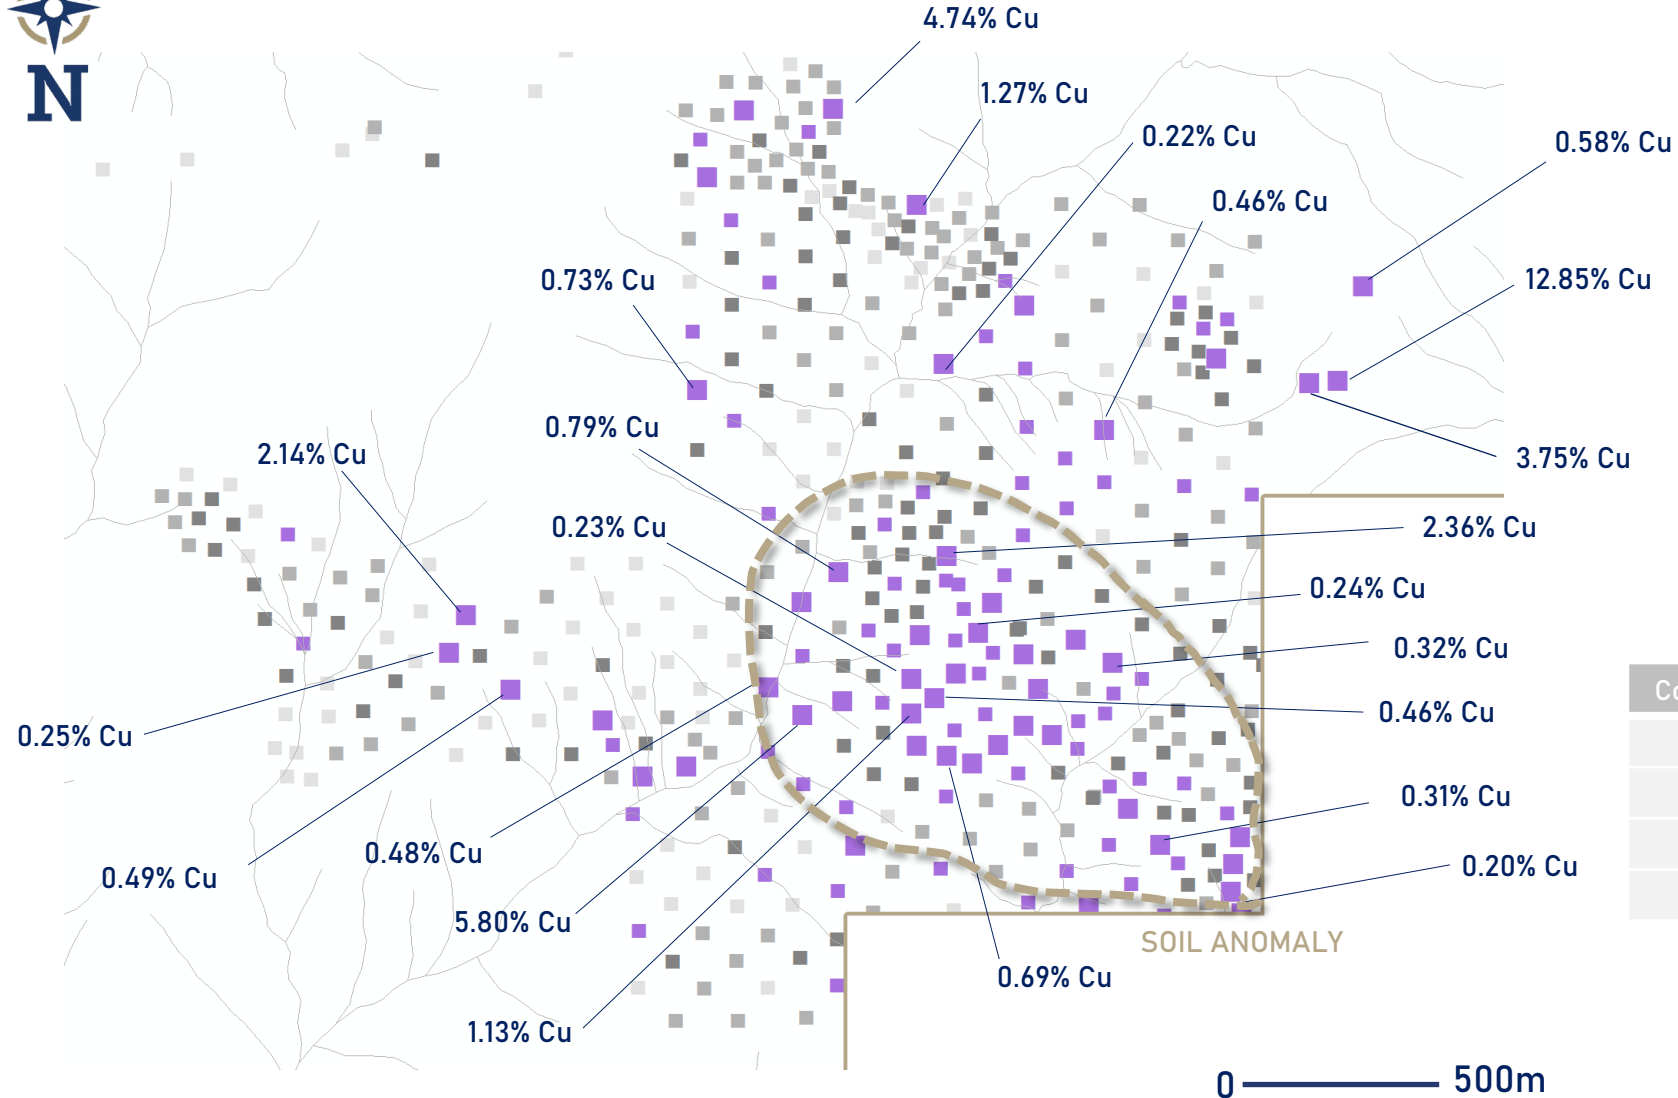 N
4.74% Cu
1.27% Cu
0.22% Cu
0.58% Cu
0.46% Cu
0.73% Cu
12.85% Cu
0.79% Cu
2.14% Cu
3.75% Cu
0.23% Cu
2.36% Cu
0.24% Cu
0.32% Cu
0.46% Cu
0.25% Cu
0.31% Cu
0.48% Cu
0.49% Cu
0.20% Cu
5.80% Cu
SOIL ANOMALY
0.69% Cu
1.13% Cu
0 500m